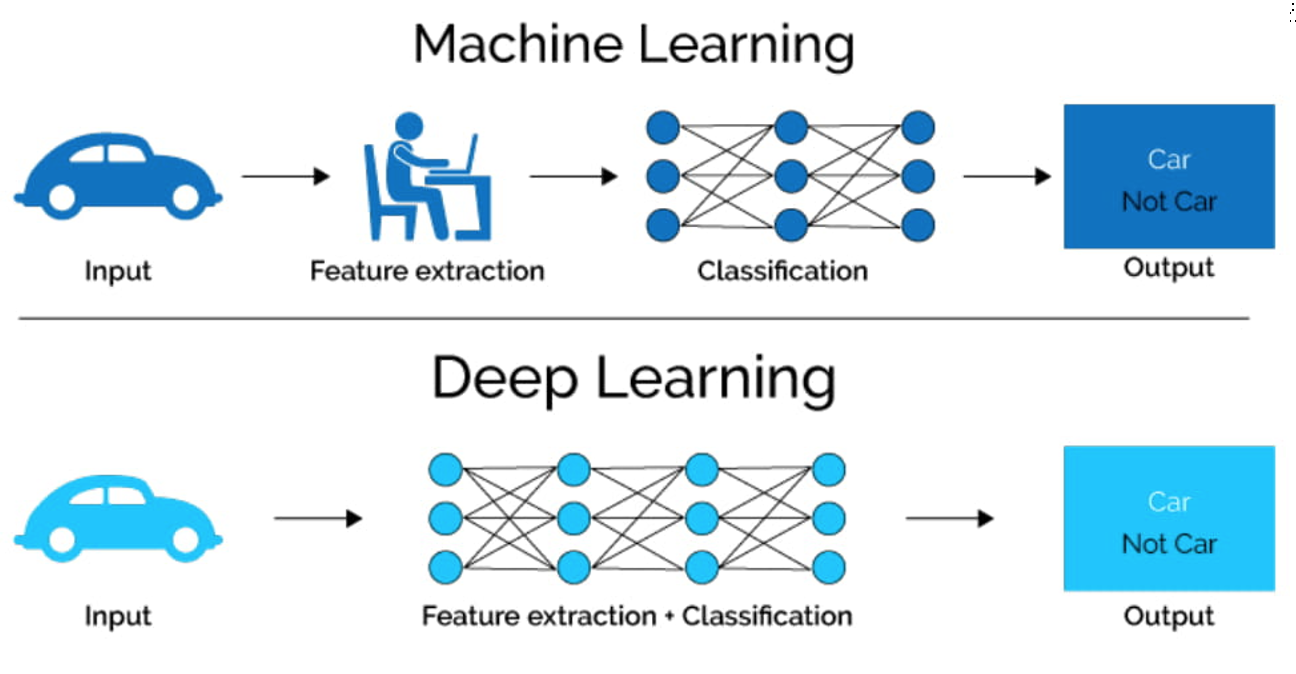 Machine Learning
Car
Not Car
Input
Feature extraction
Classification
Output
Deep Learning
Car
Not Car
Input
Feature extraction + Classification
Output